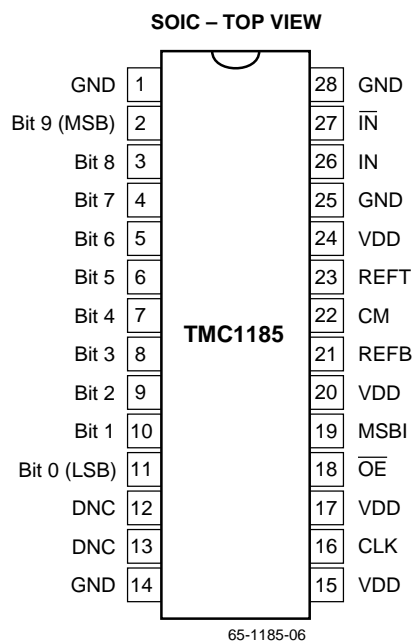 SOIC – TOP VIEW
GND 1 28 GND
Bit 9 (MSB) 2 27 I̅N̅
Bit 8 3 26 IN
Bit 7 4 25 GND
Bit 6 5 24 VDD
Bit 5 6 23 REFT
Bit 4 7 22 CM
TMC1185
Bit 3 8 21 REFB
Bit 2 9 20 VDD
Bit 1 10 19 MSBI
Bit 0 (LSB) 11 18 O̅E̅
DNC 12 17 VDD
DNC 13 16 CLK
GND 14 15 VDD
65-1185-06